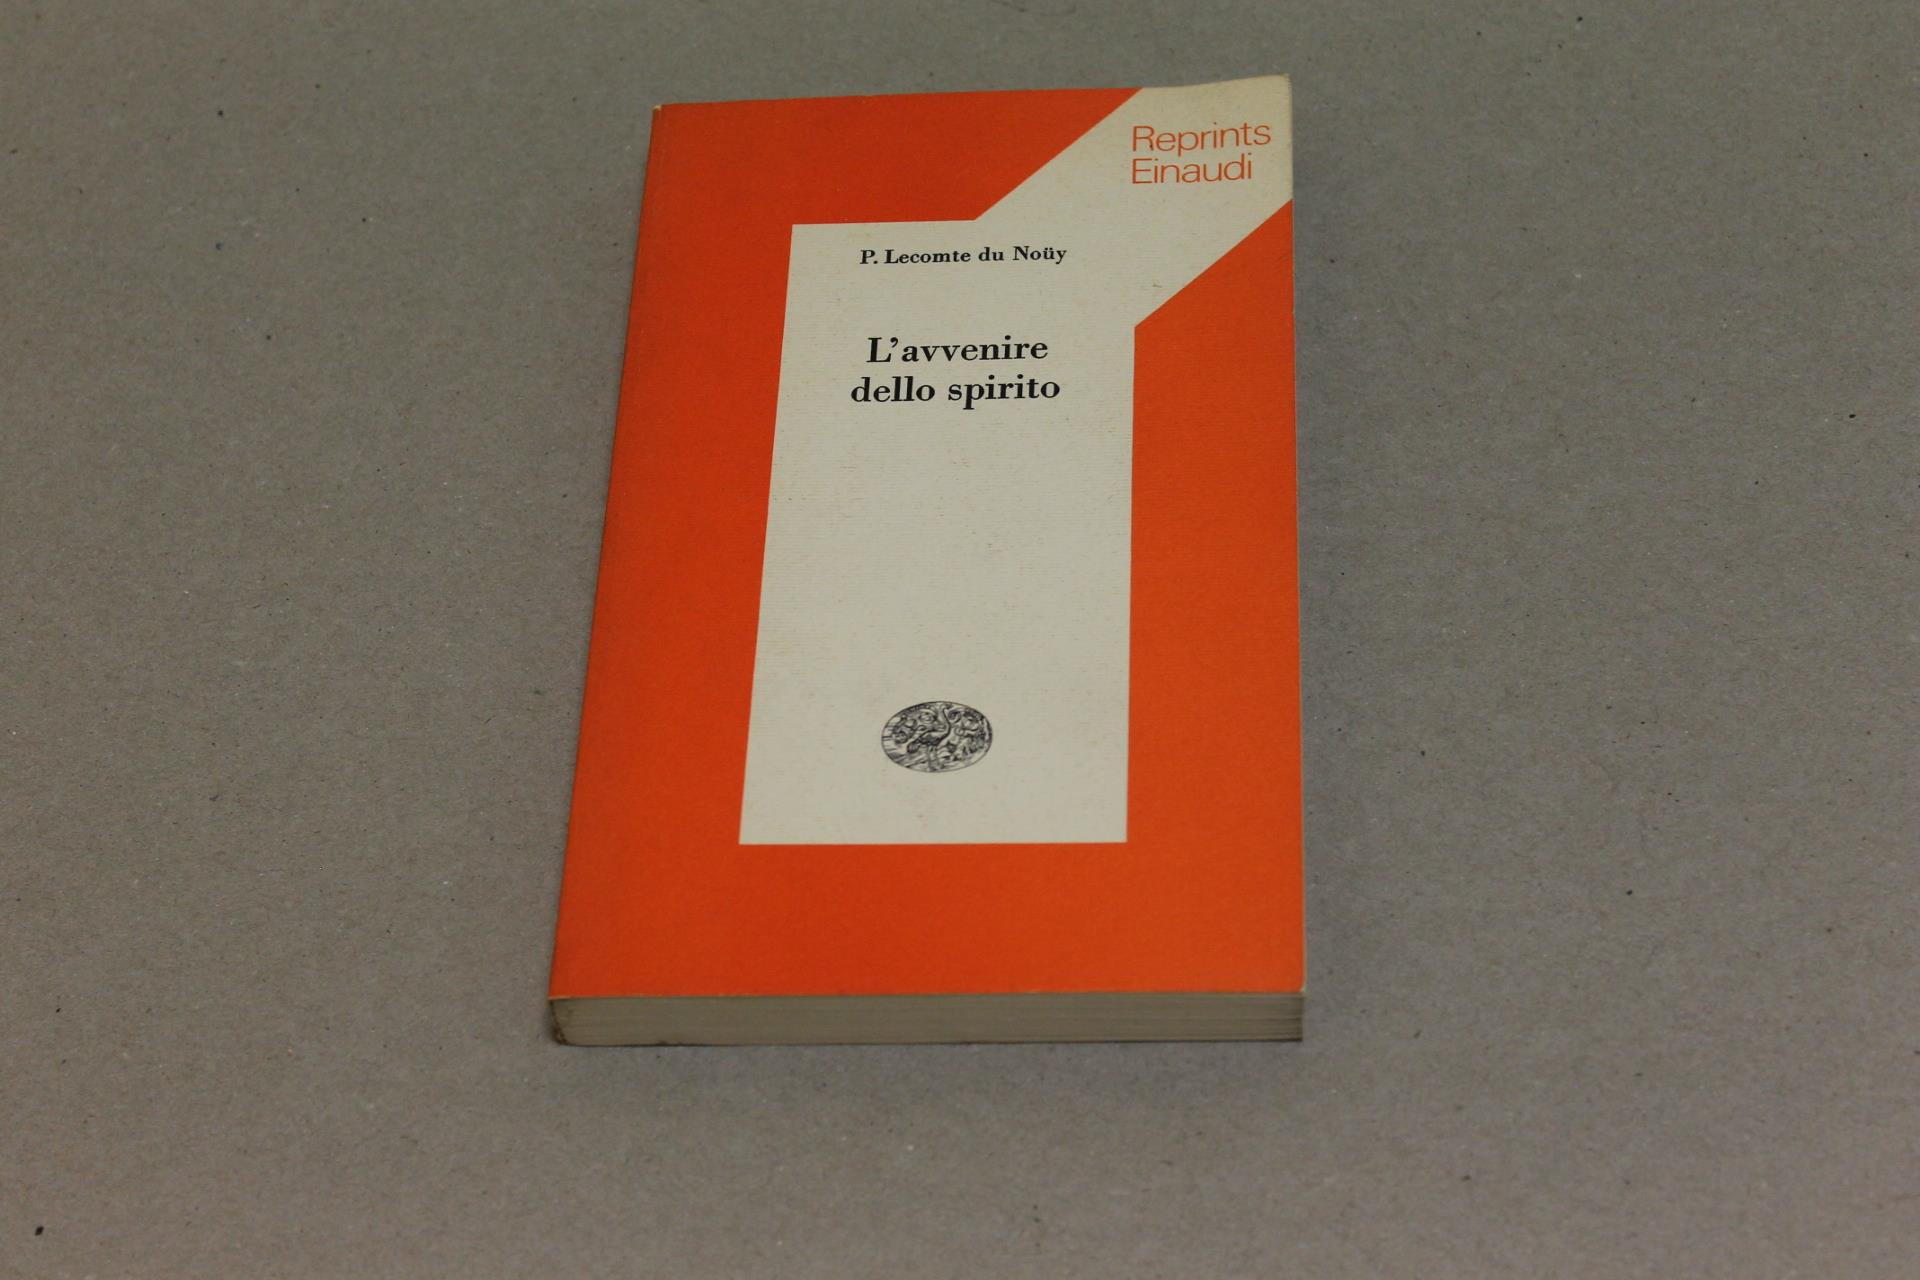 Reprints
Einaudi
P. Lecomte du Noüy
L'avvenire
dello spirito